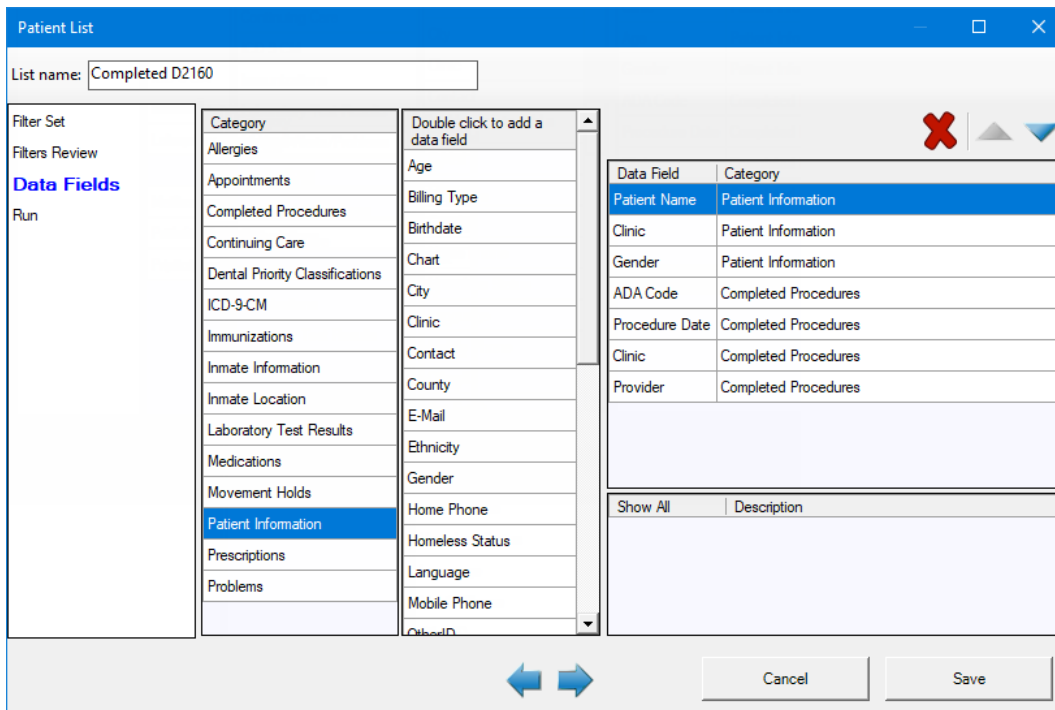 Patient List
List name: Completed D2160
Filter Set
Filters Review
Data Fields
Run
Category
Allergies
Appointments
Completed Procedures
Continuing Care
Dental Priority Classifications
ICD-9-CM
Immunizations
Inmate Information
Inmate Location
Laboratory Test Results
Medications
Movement Holds
Patient Information
Prescriptions
Problems
Double click to add a
data field
Age
Billing Type
Birthdate
Chart
City
Clinic
Contact
County
E-Mail
Ethnicity
Gender
Home Phone
Homeless Status
Language
Mobile Phone
OtherID
Data Field Category
Patient Name Patient Information
Clinic Patient Information
Gender Patient Information
ADA Code Completed Procedures
Procedure Date Completed Procedures
Clinic Completed Procedures
Provider Completed Procedures
Show All Description
Cancel Save